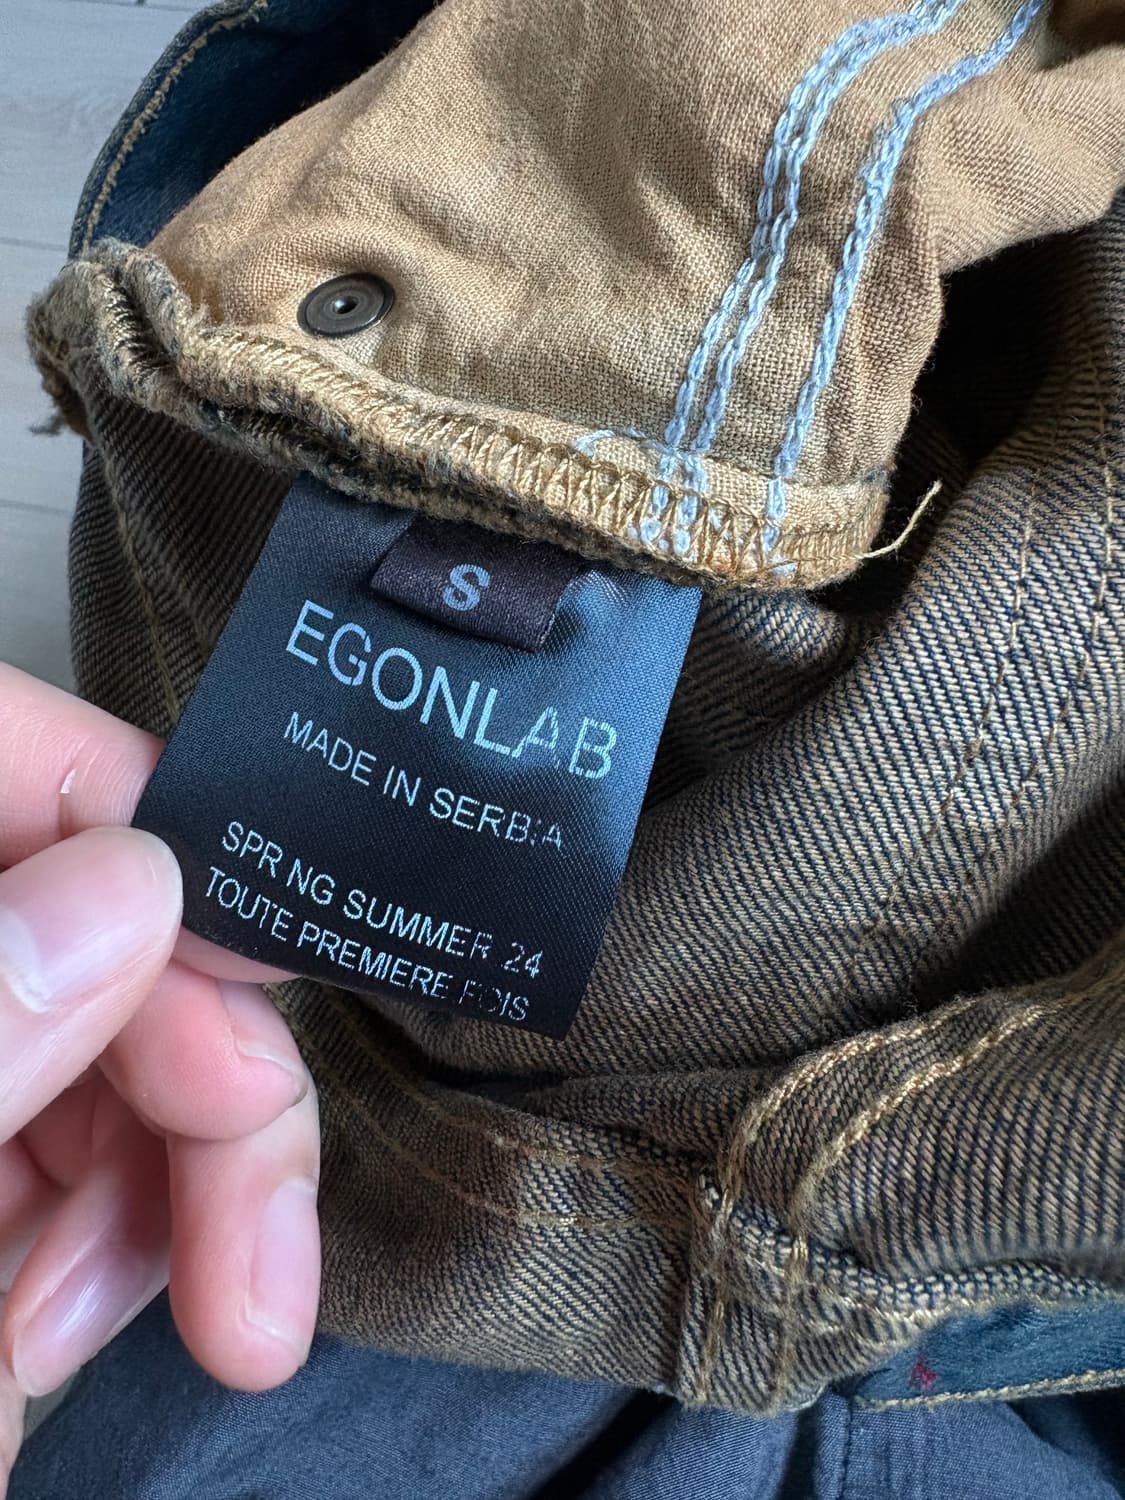 S
EGONLAB
MADE IN SERBIA
SPRING SUMMER 24
TOUTE PREMIERE FOIS